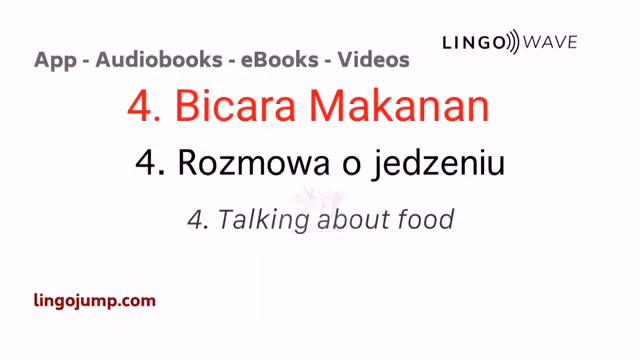 LINGO WAVE
App - Audiobooks - eBooks - Videos
4. Bicara Makanan
4. Rozmowa o jedzeniu
4. Talking about food
lingojump.com